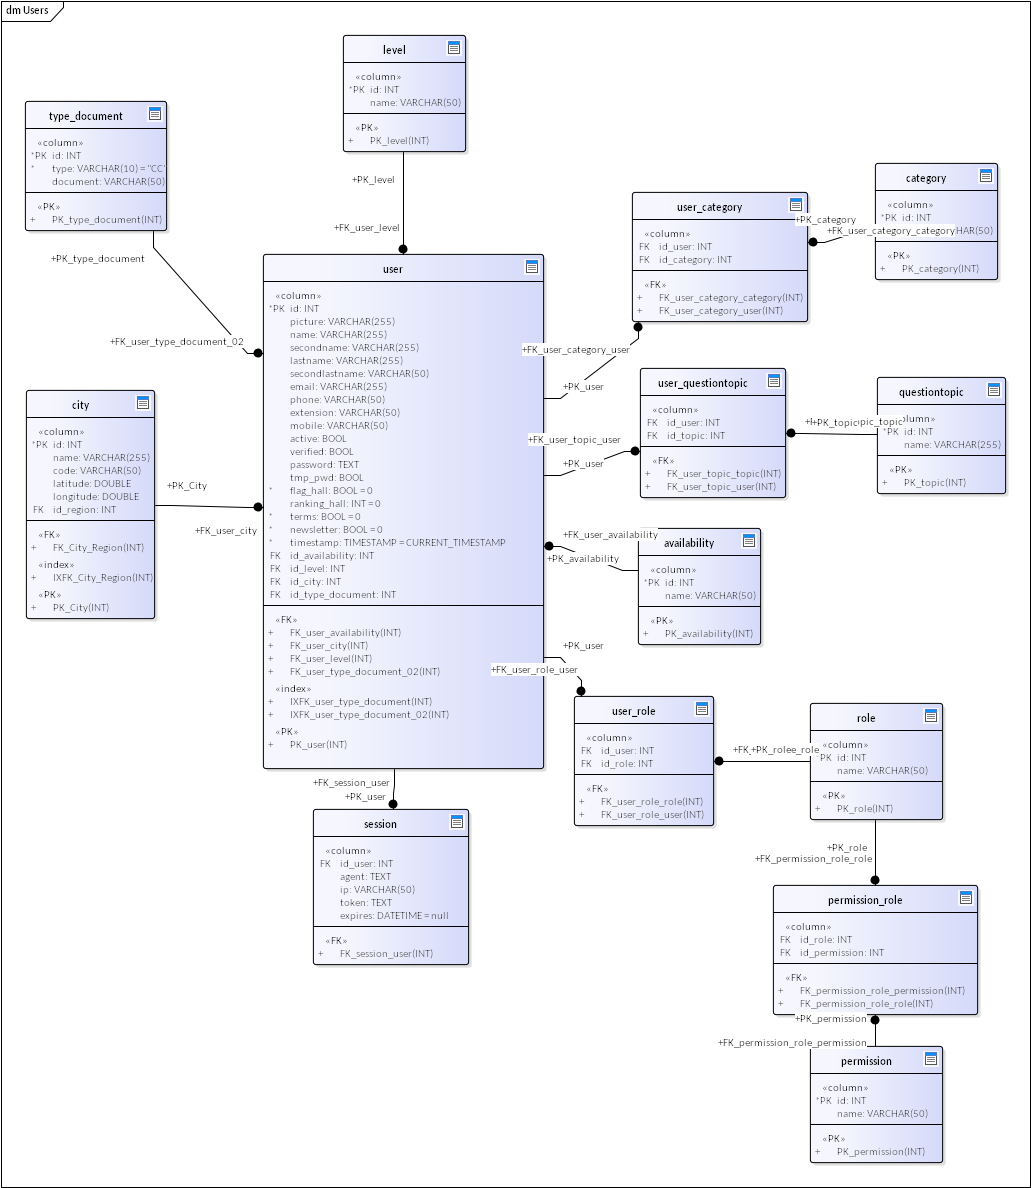 dm Users
level
«column»
*PK id: INT
name: VARCHAR(50)
«PK»
+ PK_level(INT)
type_document
«column»
*PK id: INT
* type: VARCHAR(10) = "CC"
document: VARCHAR(50)
«PK»
+ PK_type_document(INT)
+PK_level
+FK_user_level
+PK_type_document
+FK_user_type_document_02
user
«column»
*PK id: INT
picture: VARCHAR(255)
name: VARCHAR(255)
secondname: VARCHAR(255)
lastname: VARCHAR(255)
secondlastname: VARCHAR(50)
email: VARCHAR(255)
phone: VARCHAR(50)
extension: VARCHAR(50)
mobile: VARCHAR(50)
active: BOOL
verified: BOOL
password: TEXT
tmp_pwd: BOOL
* flag_hall: BOOL = 0
ranking_hall: INT = 0
* terms: BOOL = 0
* newsletter: BOOL = 0
* timestamp: TIMESTAMP = CURRENT_TIMESTAMP
FK id_availability: INT
FK id_level: INT
FK id_city: INT
FK id_type_document: INT
«FK»
+ FK_user_availability(INT)
+ FK_user_city(INT)
+ FK_user_level(INT)
+ FK_user_type_document_02(INT)
«index»
+ IXFK_user_type_document(INT)
+ IXFK_user_type_document_02(INT)
«PK»
+ PK_user(INT)
city
«column»
*PK id: INT
name: VARCHAR(255)
code: VARCHAR(50)
latitude: DOUBLE
longitude: DOUBLE
FK id_region: INT
«FK»
+ FK_City_Region(INT)
«index»
+ IXFK_City_Region(INT)
«PK»
+ PK_City(INT)
+PK_City
+FK_user_city
user_category
«column»
FK id_user: INT
FK id_category: INT
«FK»
+ FK_user_category_category(INT)
+ FK_user_category_user(INT)
+FK_user_category_user
+PK_user
category
«column»
*PK id: INT
HAR(50)
«PK»
+ PK_category(INT)
+PK_category
+FK_user_category_category
user_questiontopic
«column»
FK id_user: INT
FK id_topic: INT
«FK»
+ FK_user_topic_topic(INT)
+ FK_user_topic_user(INT)
+FK_user_topic_user
+PK_user
questiontopic
olumn»
*PK id: INT
name: VARCHAR(255)
«PK»
+ PK_topic(INT)
+PK_topic
+FK_user_availability
+PK_availability
availability
«column»
*PK id: INT
name: VARCHAR(50)
«PK»
+ PK_availability(INT)
+PK_user
+FK_user_role_user
user_role
«column»
FK id_user: INT
FK id_role: INT
«FK»
+ FK_user_role_role(INT)
+ FK_user_role_user(INT)
+PK_role
role
«column»
*PK id: INT
name: VARCHAR(50)
«PK»
+ PK_role(INT)
+FK_session_user
+PK_user
session
«column»
FK id_user: INT
agent: TEXT
ip: VARCHAR(50)
token: TEXT
expires: DATETIME = null
«FK»
+ FK_session_user(INT)
+PK_role
+FK_permission_role_role
permission_role
«column»
FK id_role: INT
FK id_permission: INT
«FK»
+ FK_permission_role_permission(INT)
+ FK_permission_role_role(INT)
+PK_permission
+FK_permission_role_permission
permission
«column»
*PK id: INT
name: VARCHAR(50)
«PK»
+ PK_permission(INT)